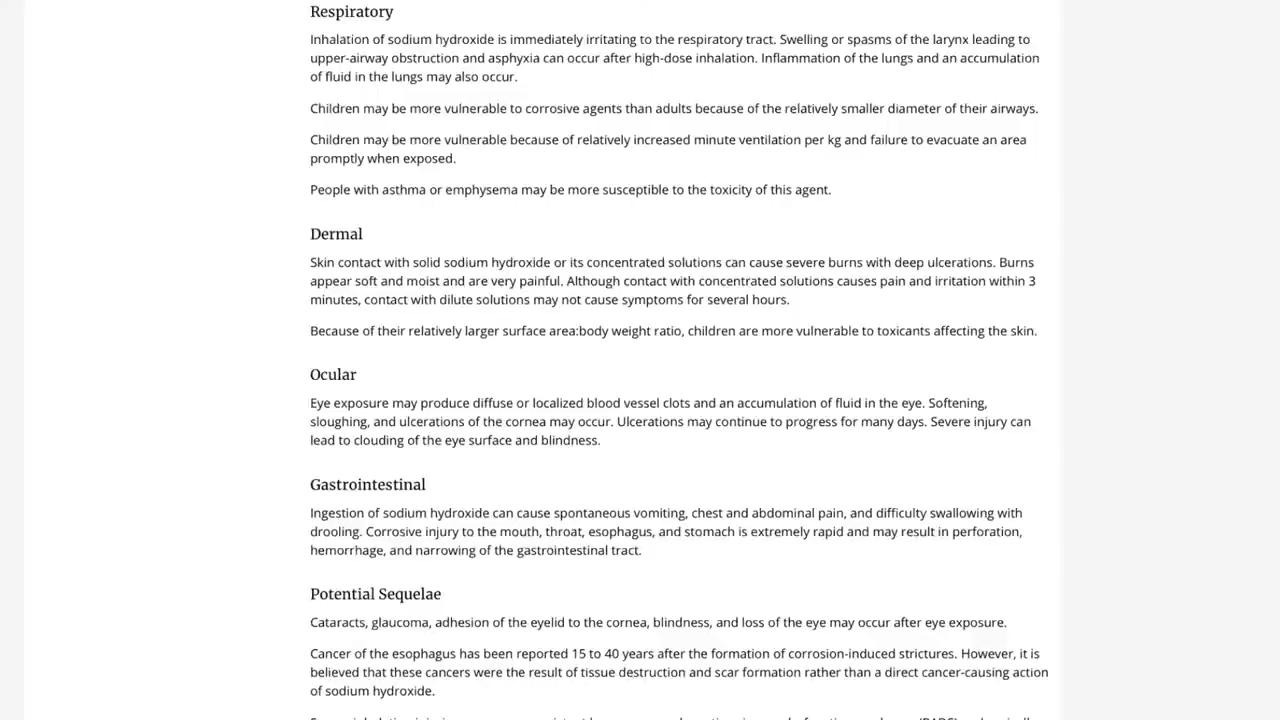 Respiratory
Inhalation of sodium hydroxide is immediately irritating to the respiratory tract. Swelling or spasms of the larynx leading to
upper-airway obstruction and asphyxia can occur after high-dose inhalation. Inflammation of the lungs and an accumulation
of fluid in the lungs may also occur.
Children may be more vulnerable to corrosive agents than adults because of the relatively smaller diameter of their airways.
Children may be more vulnerable because of relatively increased minute ventilation per kg and failure to evacuate an area
promptly when exposed.
People with asthma or emphysema may be more susceptible to the toxicity of this agent.
Dermal
Skin contact with solid sodium hydroxide or its concentrated solutions can cause severe burns with deep ulcerations. Burns
appear soft and moist and are very painful. Although contact with concentrated solutions causes pain and irritation within 3
minutes, contact with dilute solutions may not cause symptoms for several hours.
Because of their relatively larger surface area:body weight ratio, children are more vulnerable to toxicants affecting the skin.
Ocular
Eye exposure may produce diffuse or localized blood vessel clots and an accumulation of fluid in the eye. Softening,
sloughing, and ulcerations of the cornea may occur. Ulcerations may continue to progress for many days. Severe injury can
lead to clouding of the eye surface and blindness.
Gastrointestinal
Ingestion of sodium hydroxide can cause spontaneous vomiting, chest and abdominal pain, and difficulty swallowing with
drooling. Corrosive injury to the mouth, throat, esophagus, and stomach is extremely rapid and may result in perforation,
hemorrhage, and narrowing of the gastrointestinal tract.
Potential Sequelae
Cataracts, glaucoma, adhesion of the eyelid to the cornea, blindness, and loss of the eye may occur after eye exposure.
Cancer of the esophagus has been reported 15 to 40 years after the formation of corrosion-induced strictures. However, it is
believed that these cancers were the result of tissue destruction and scar formation rather than a direct cancer-causing action
of sodium hydroxide.